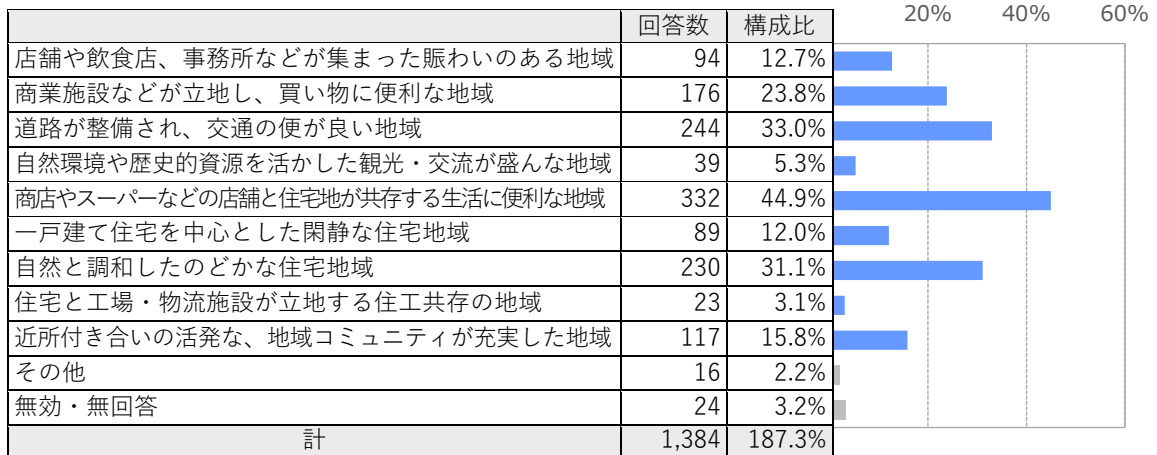 20% 40% 60%
回答数 構成比
店舗や飲食店、事務所などが集まった賑わいのある地域 94 12.7%
商業施設などが立地し、買い物に便利な地域 176 23.8%
道路が整備され、交通の便が良い地域 244 33.0%
自然環境や歴史的資源を活かした観光・交流が盛んな地域 39 5.3%
商店やスーパーなどの店舗と住宅地が共存する生活に便利な地域 332 44.9%
一戸建て住宅を中心とした閑静な住宅地域 89 12.0%
自然と調和したのどかな住宅地域 230 31.1%
住宅と工場・物流施設が立地する住工共存の地域 23 3.1%
近所付き合いの活発な、地域コミュニティが充実した地域 117 15.8%
その他 16 2.2%
無効・無回答 24 3.2%
計 1,384 187.3%